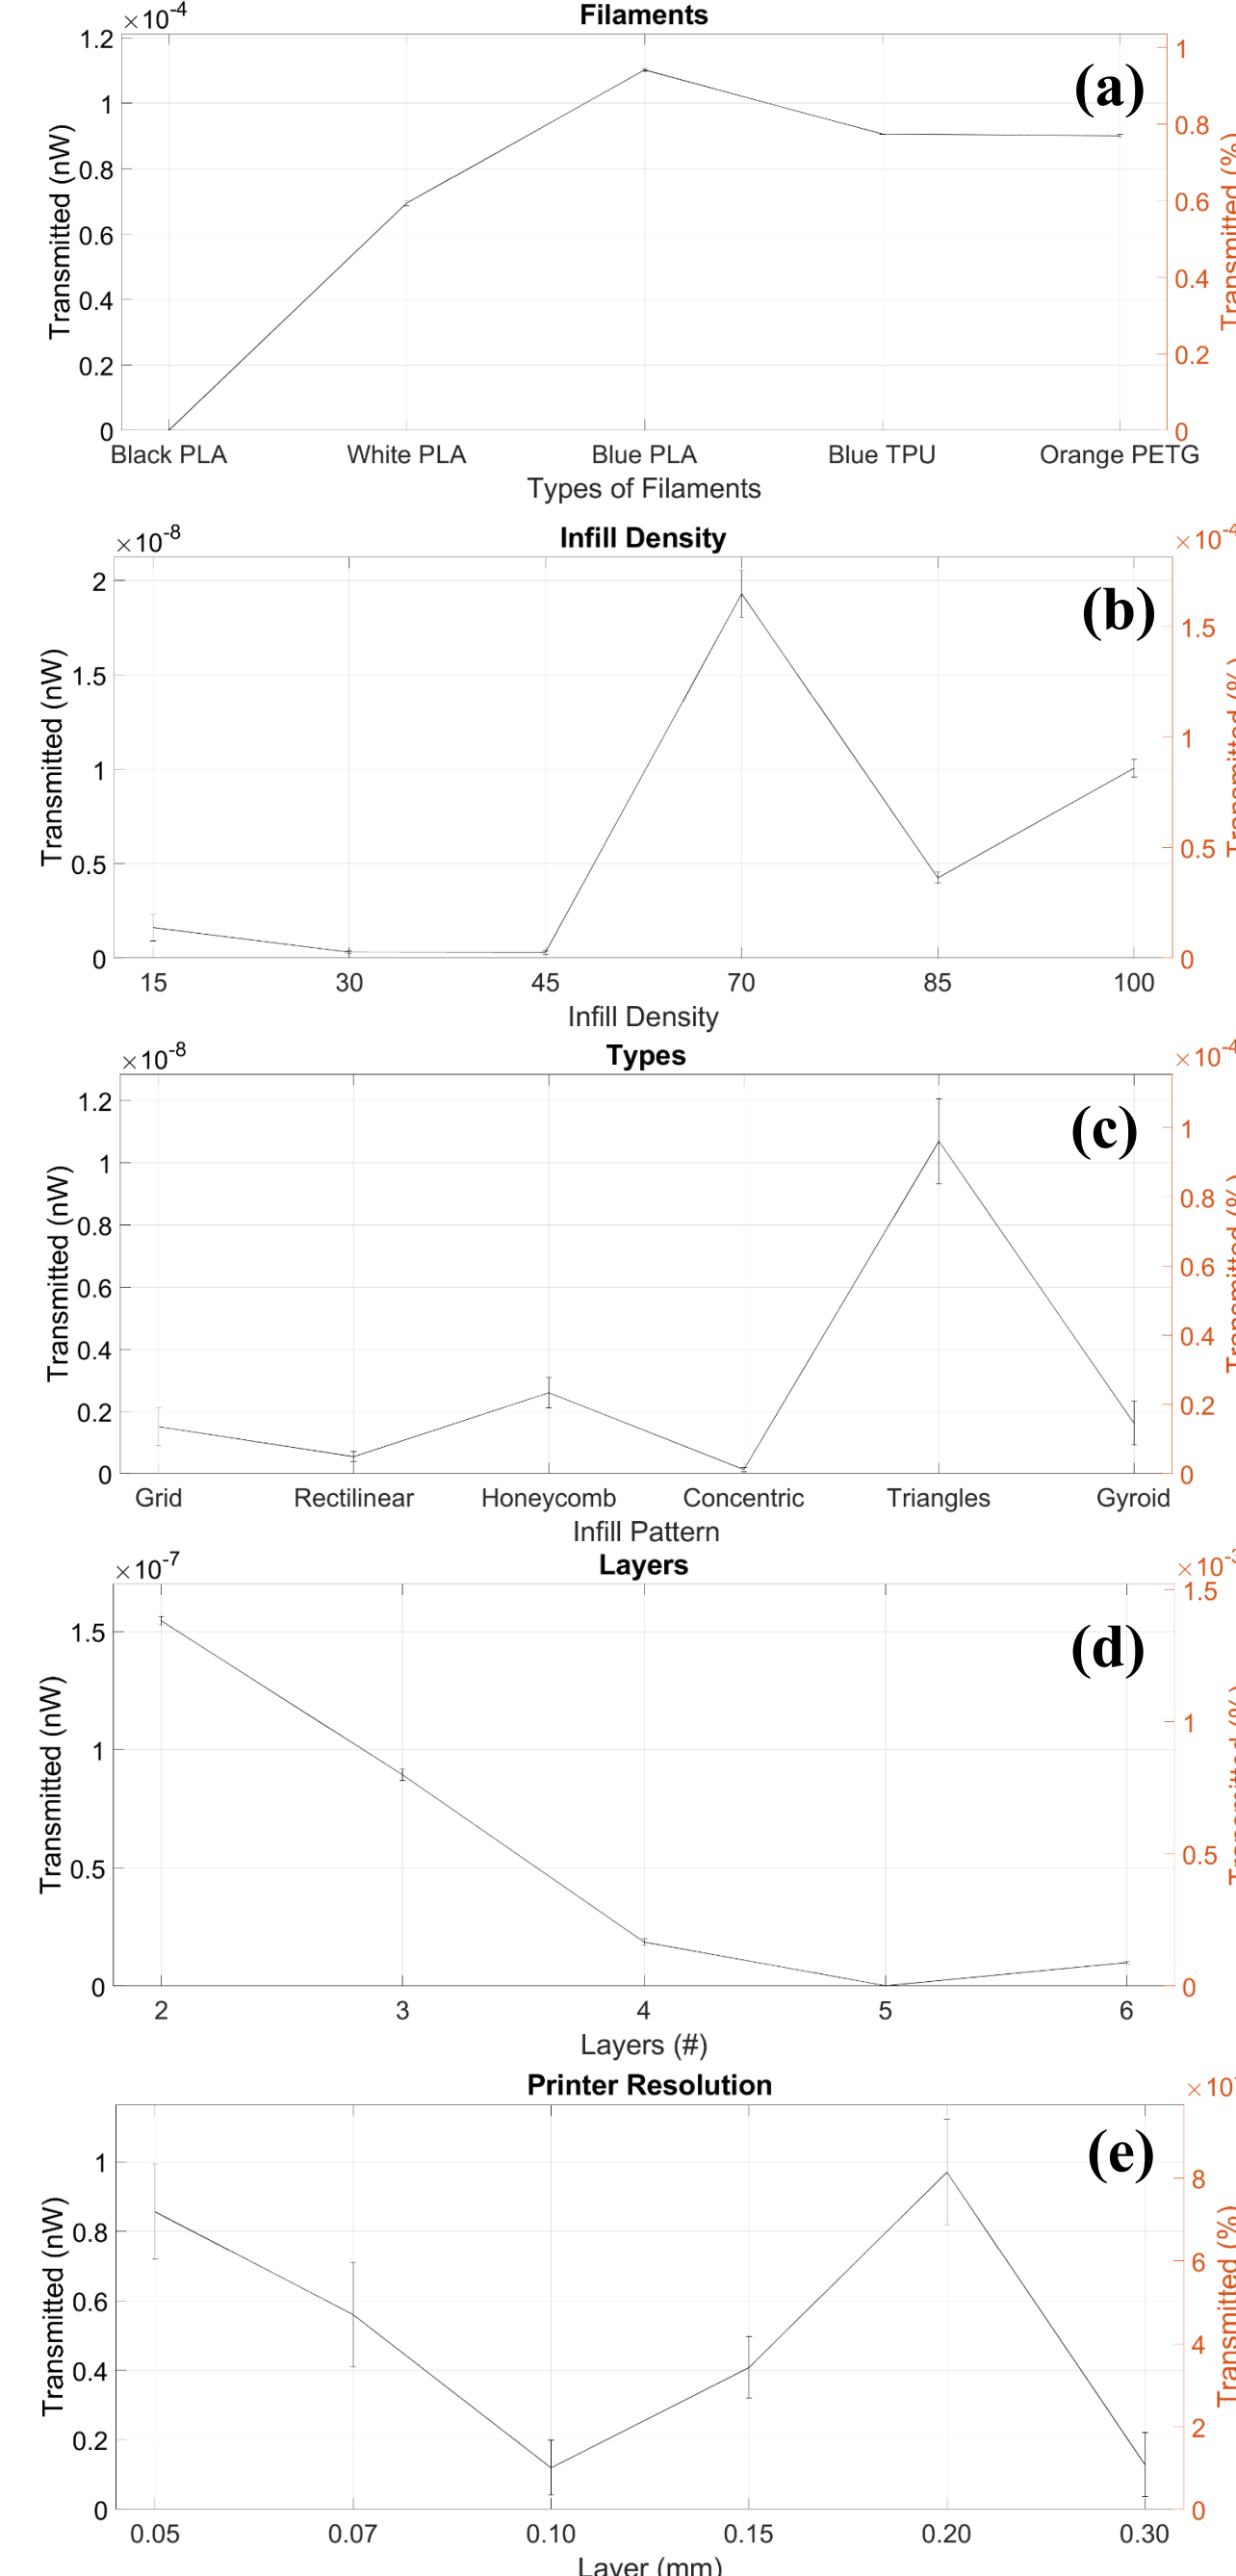 Filaments
×10-4
(a)
Transmitted (nW)
1.2
1
0.8
0.6
0.4
0.2
0
1
0.8
0.6
0.4
0.2
0
Transmitted (%)
Black PLA White PLA Blue PLA Blue TPU Orange PETG
Types of Filaments
Infill Density
×10-8
×10-4
(b)
Transmitted (nW)
2
1.5
1
0.5
0
1.5
1
0.5
0
Transmitted (%)
15 30 45 70 85 100
Infill Density
Types
×10-8
×10-4
(c)
Transmitted (nW)
1.2
1
0.8
0.6
0.4
0.2
0
1
0.8
0.6
0.4
0.2
0
Transmitted (%)
Grid Rectilinear Honeycomb Concentric Triangles Gyroid
Infill Pattern
Layers
×10-7
×10-3
(d)
Transmitted (nW)
1.5
1
0.5
0
1.5
1
0.5
0
Transmitted (%)
2 3 4 5 6
Layers (#)
Printer Resolution
×10
(e)
Transmitted (nW)
1
0.8
0.6
0.4
0.2
0
8
6
4
2
0
Transmitted (%)
0.05 0.07 0.10 0.15 0.20 0.30
Layer (mm)